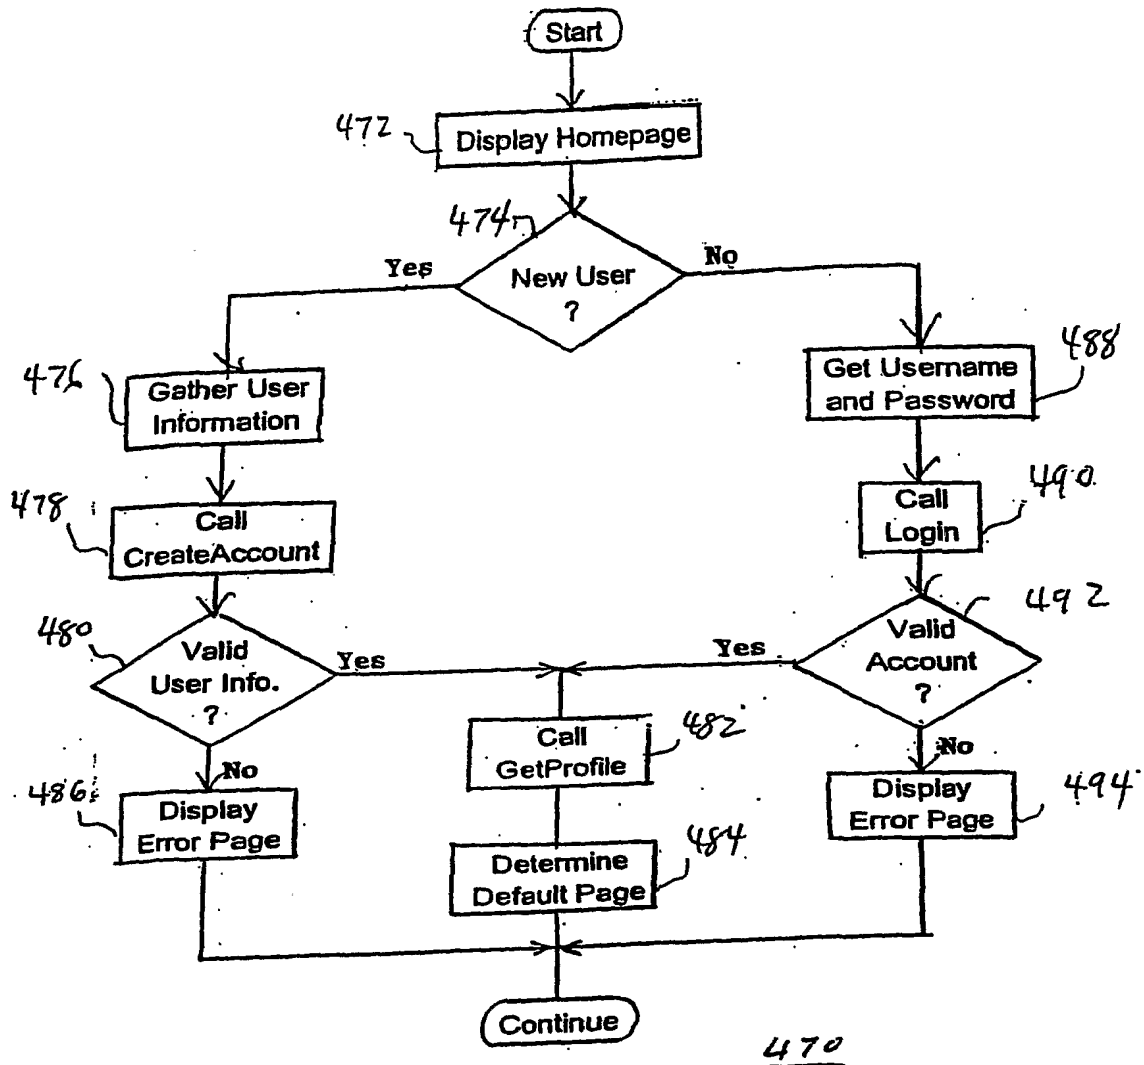 Start
472
Display Homepage
474
New User
?
Yes
No
476
Gather User
Information
488
Get Username
and Password
478
Call
CreateAccount
490
Call
Login
480
Valid
User Info.
?
Yes
492
Valid
Account
?
Yes
482
Call
GetProfile
No
486
Display
Error Page
No
494
Display
Error Page
484
Determine
Default Page
Continue
470